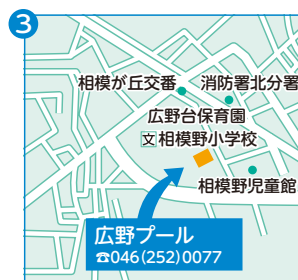 3
相模が丘交番
消防署北分署
広野台保育園
文 相模野小学校
相模野児童館
広野プール
☎046(252)0077